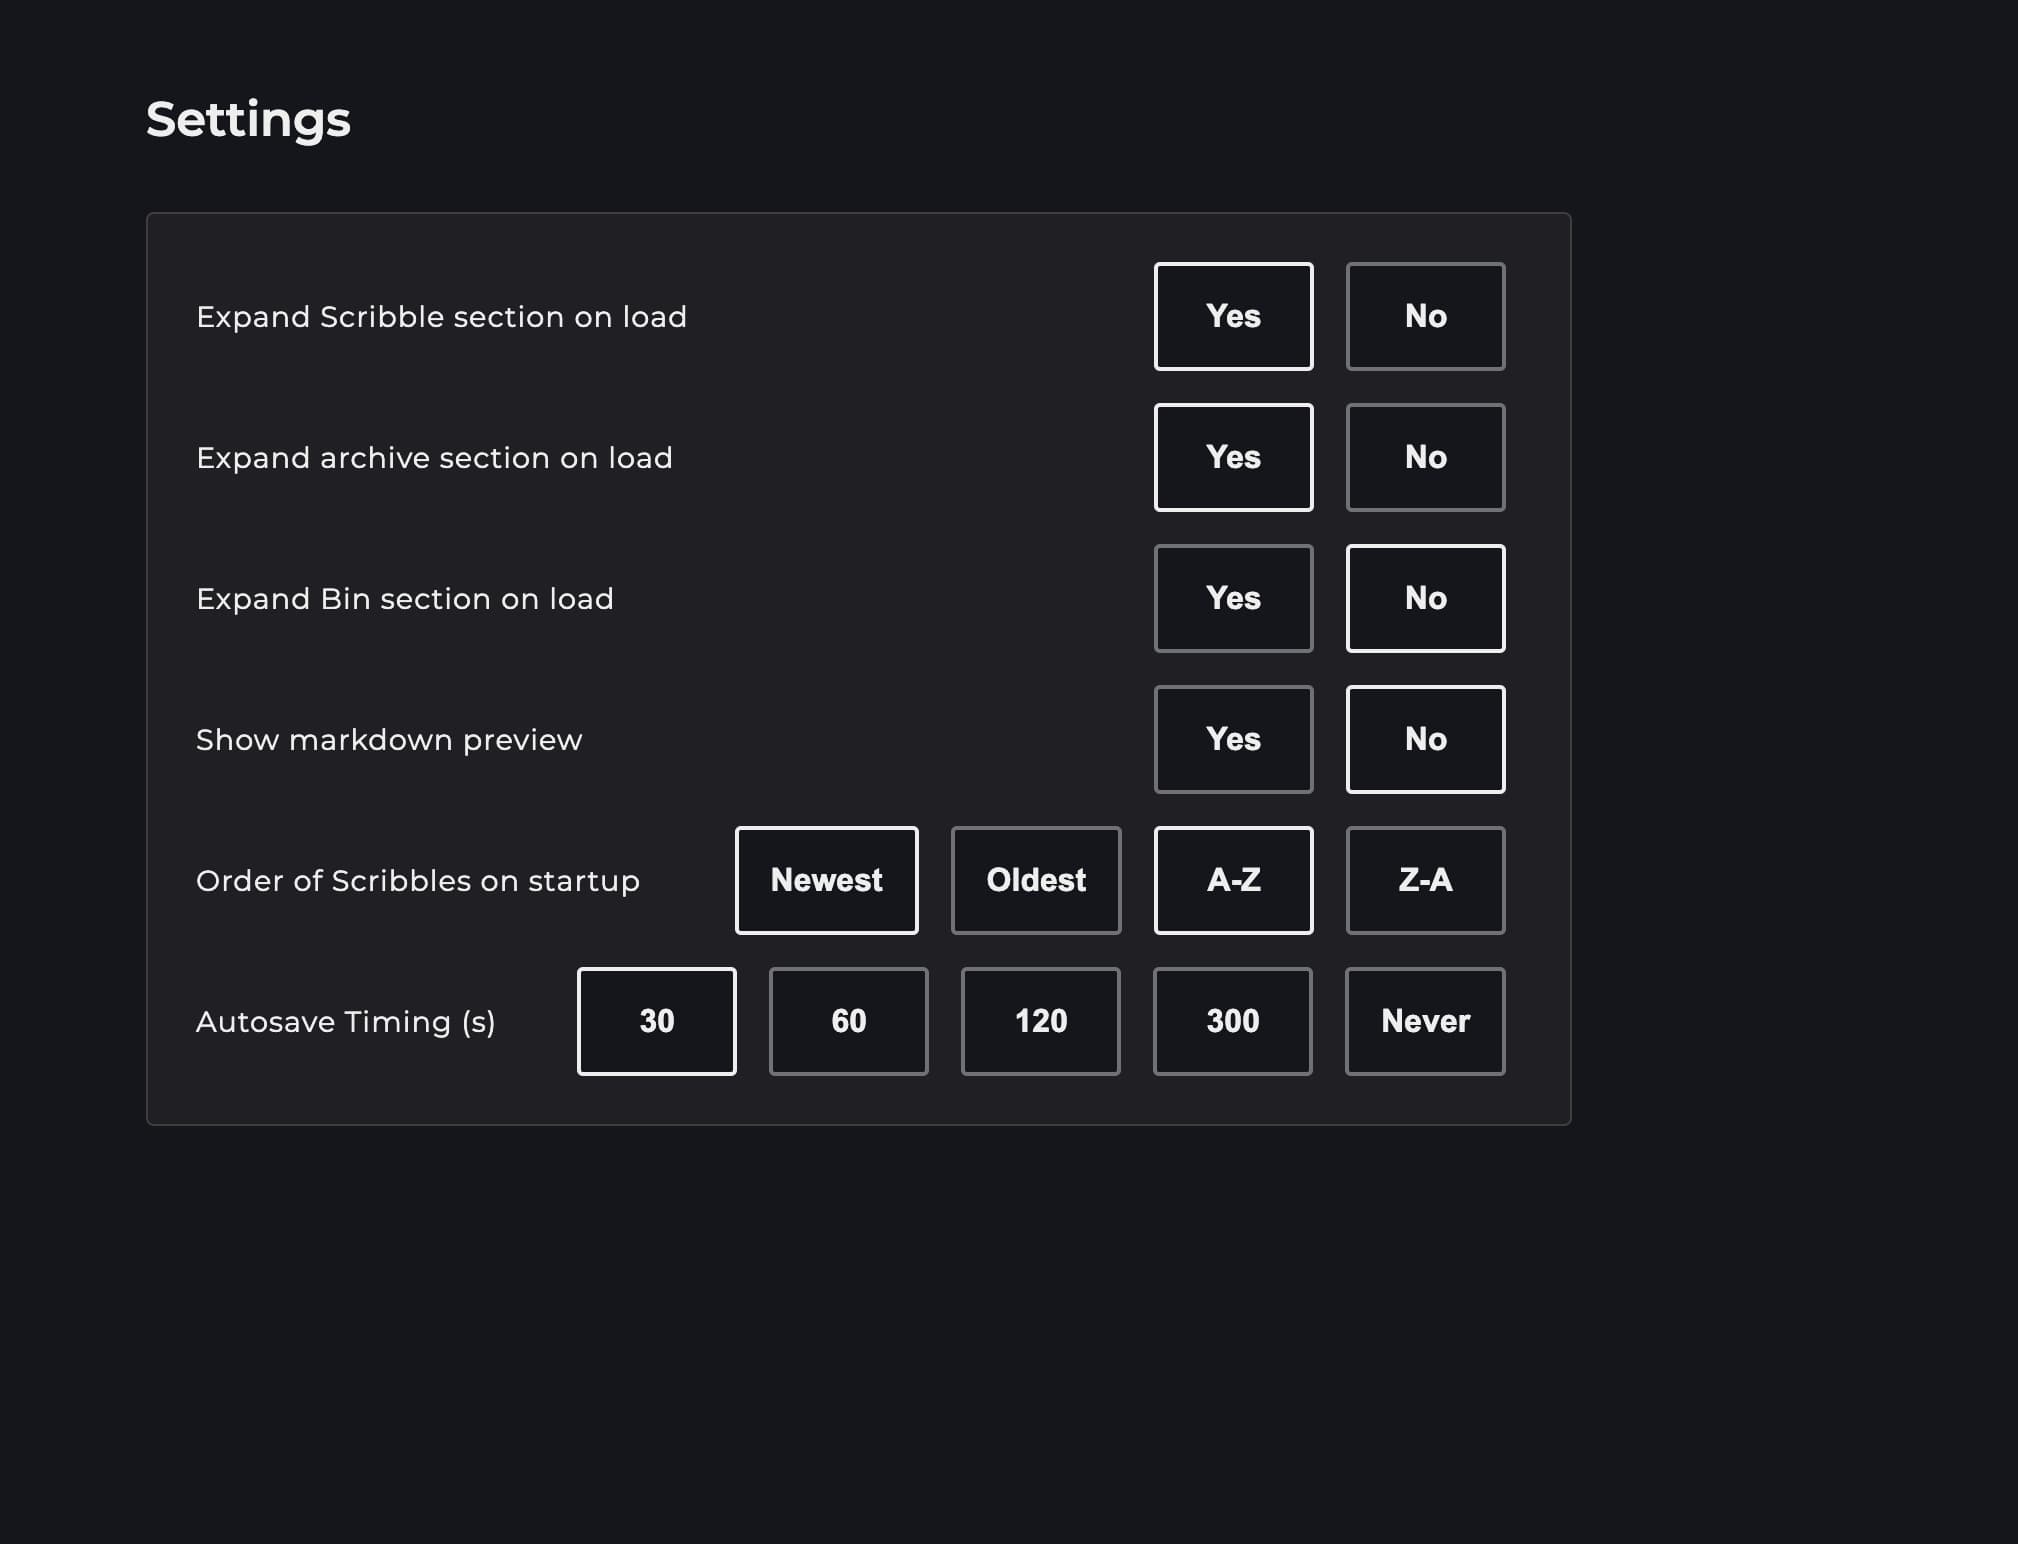 Settings
Expand Scribble section on load Yes No
Expand archive section on load Yes No
Expand Bin section on load Yes No
Show markdown preview Yes No
Order of Scribbles on startup Newest Oldest A-Z Z-A
Autosave Timing (s) 30 60 120 300 Never